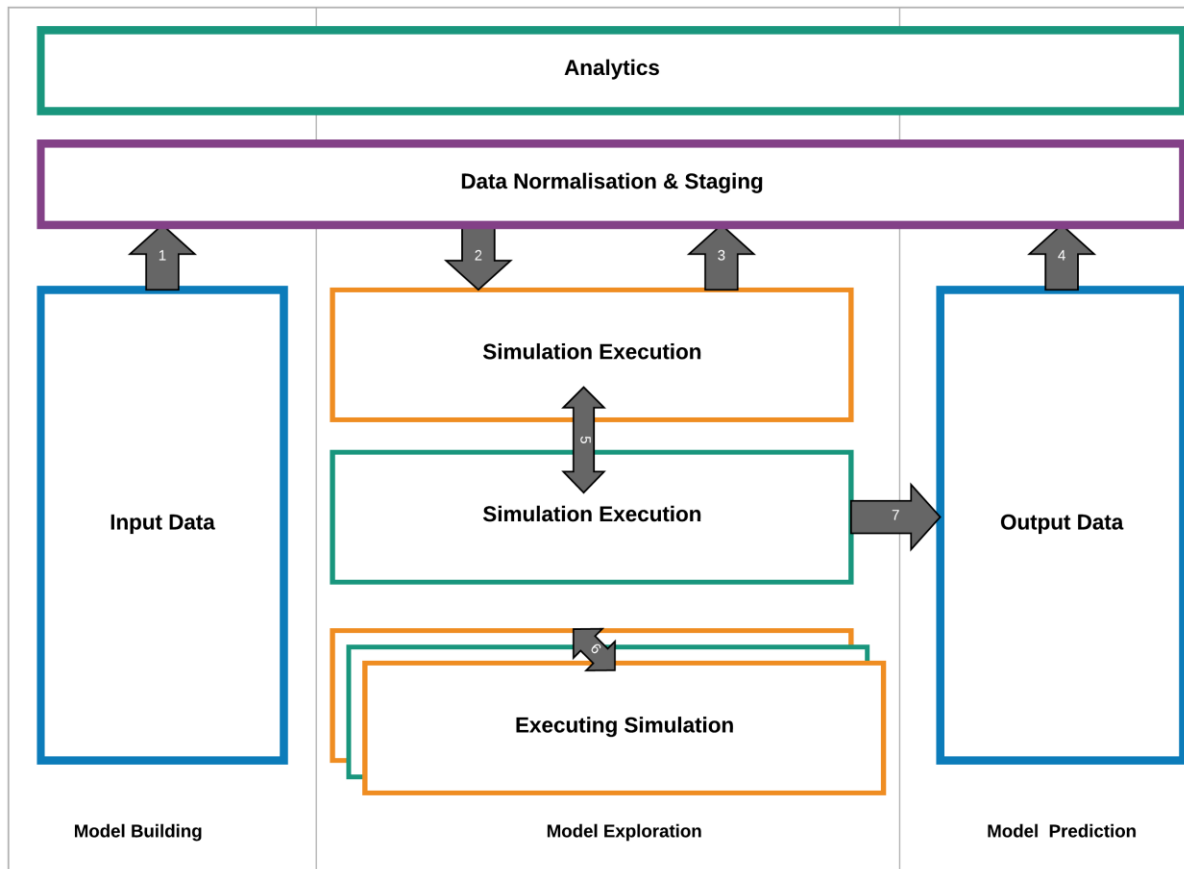 Analytics
Data Normalisation & Staging
1
2
3
4
Simulation Execution
5
Simulation Execution
7
Input Data
Output Data
6
Executing Simulation
Model Building
Model Exploration
Model Prediction